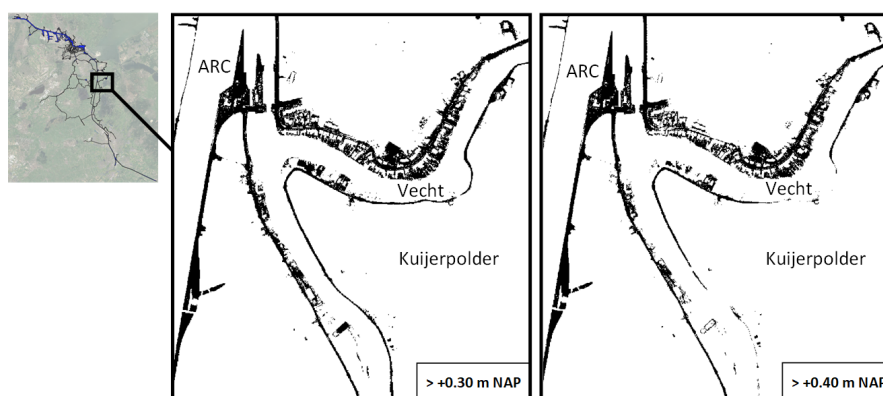 ARC
Vecht
Kuijerpolder
> +0.30 m NAP
ARC
Vecht
Kuijerpolder
> +0.40 m NAP